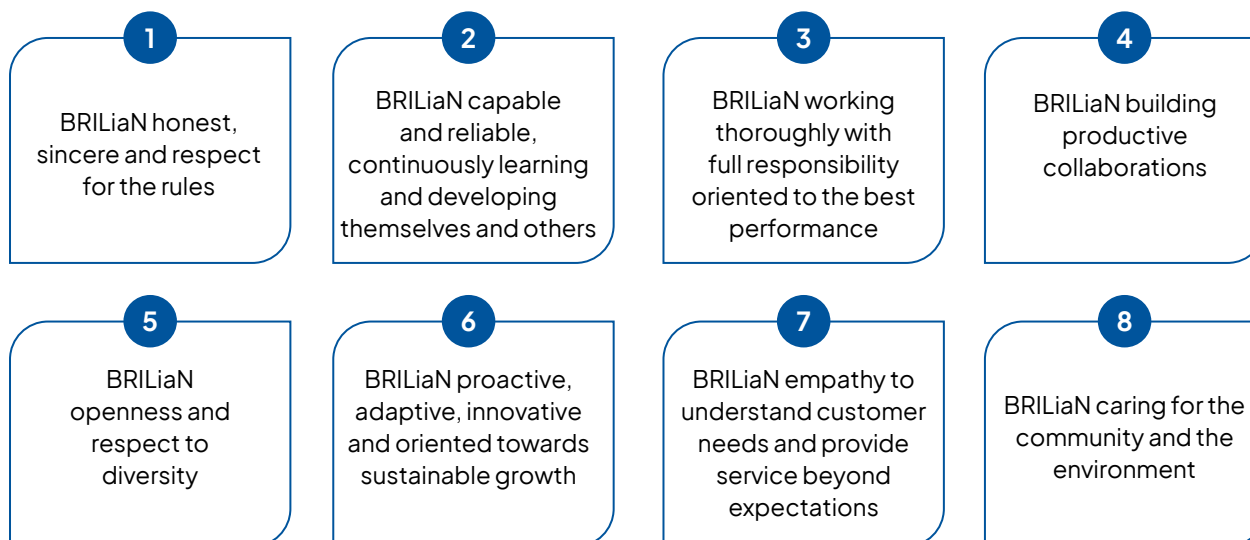 1
BRILiaN honest,
sincere and respect
for the rules
2
BRILiaN capable
and reliable,
continuously learning
and developing
themselves and others
3
BRILiaN working
thoroughly with
full responsibility
oriented to the best
performance
4
BRILiaN building
productive
collaborations
5
BRILiaN
openness and
respect to
diversity
6
BRILiaN proactive,
adaptive, innovative
and oriented towards
sustainable growth
7
BRILiaN empathy to
understand customer
needs and provide
service beyond
expectations
8
BRILiaN caring for the
community and the
environment